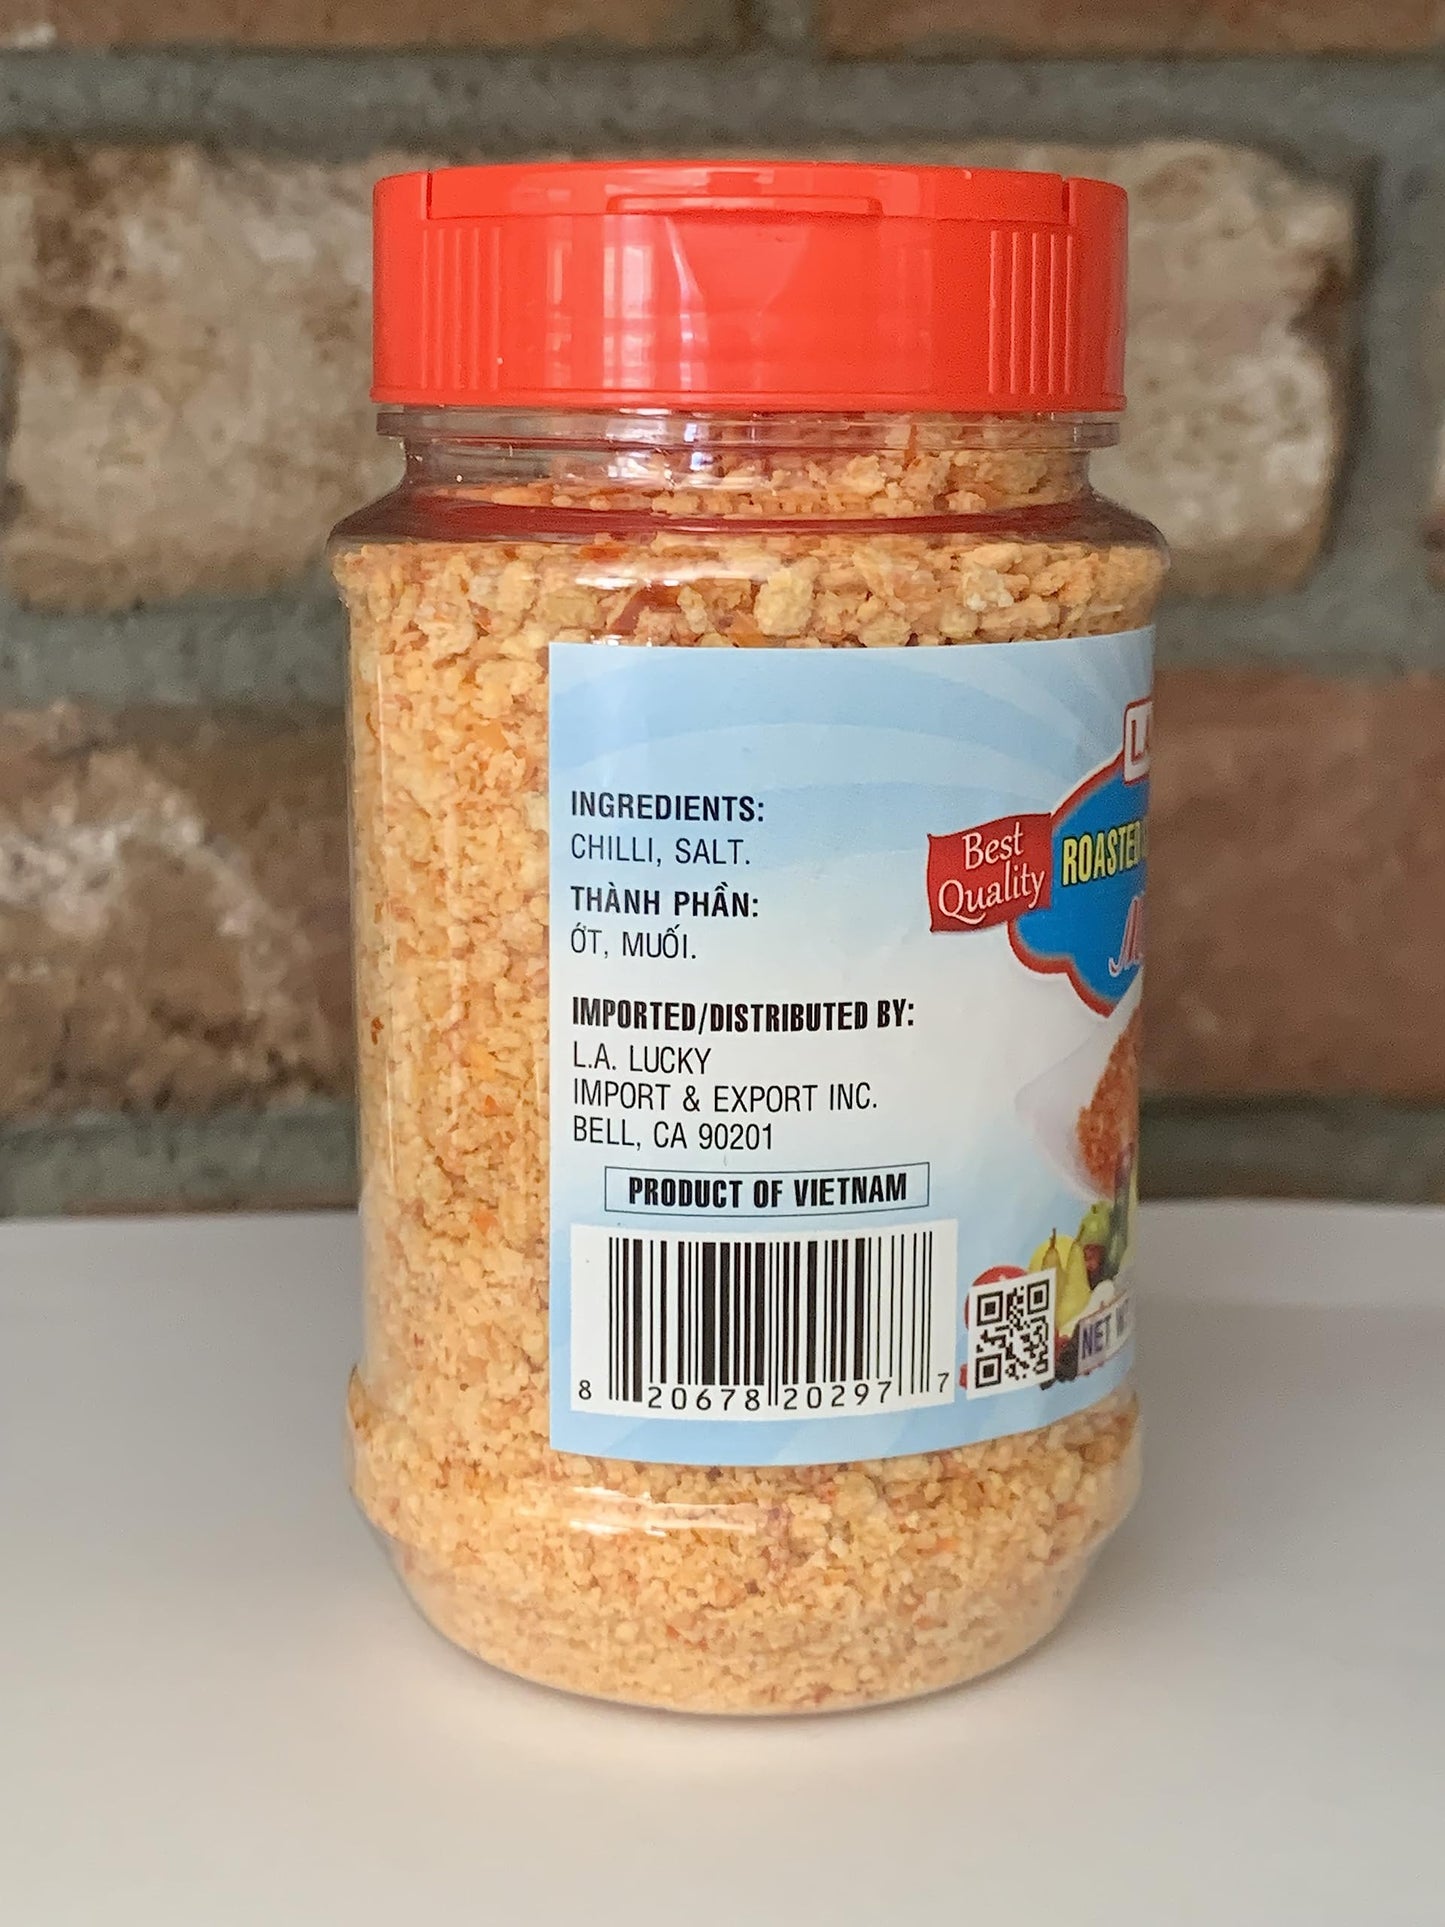 INGREDIENTS:
CHILLI, SALT.
THÀNH PHẦN:
ỚT, MUỐI.
IMPORTED/DISTRIBUTED BY:
L.A. LUCKY
IMPORT & EXPORT INC.
BELL, CA 90201
PRODUCT OF VIETNAM
8 20678 20297 7
Best
Quality
ROASTED
NET